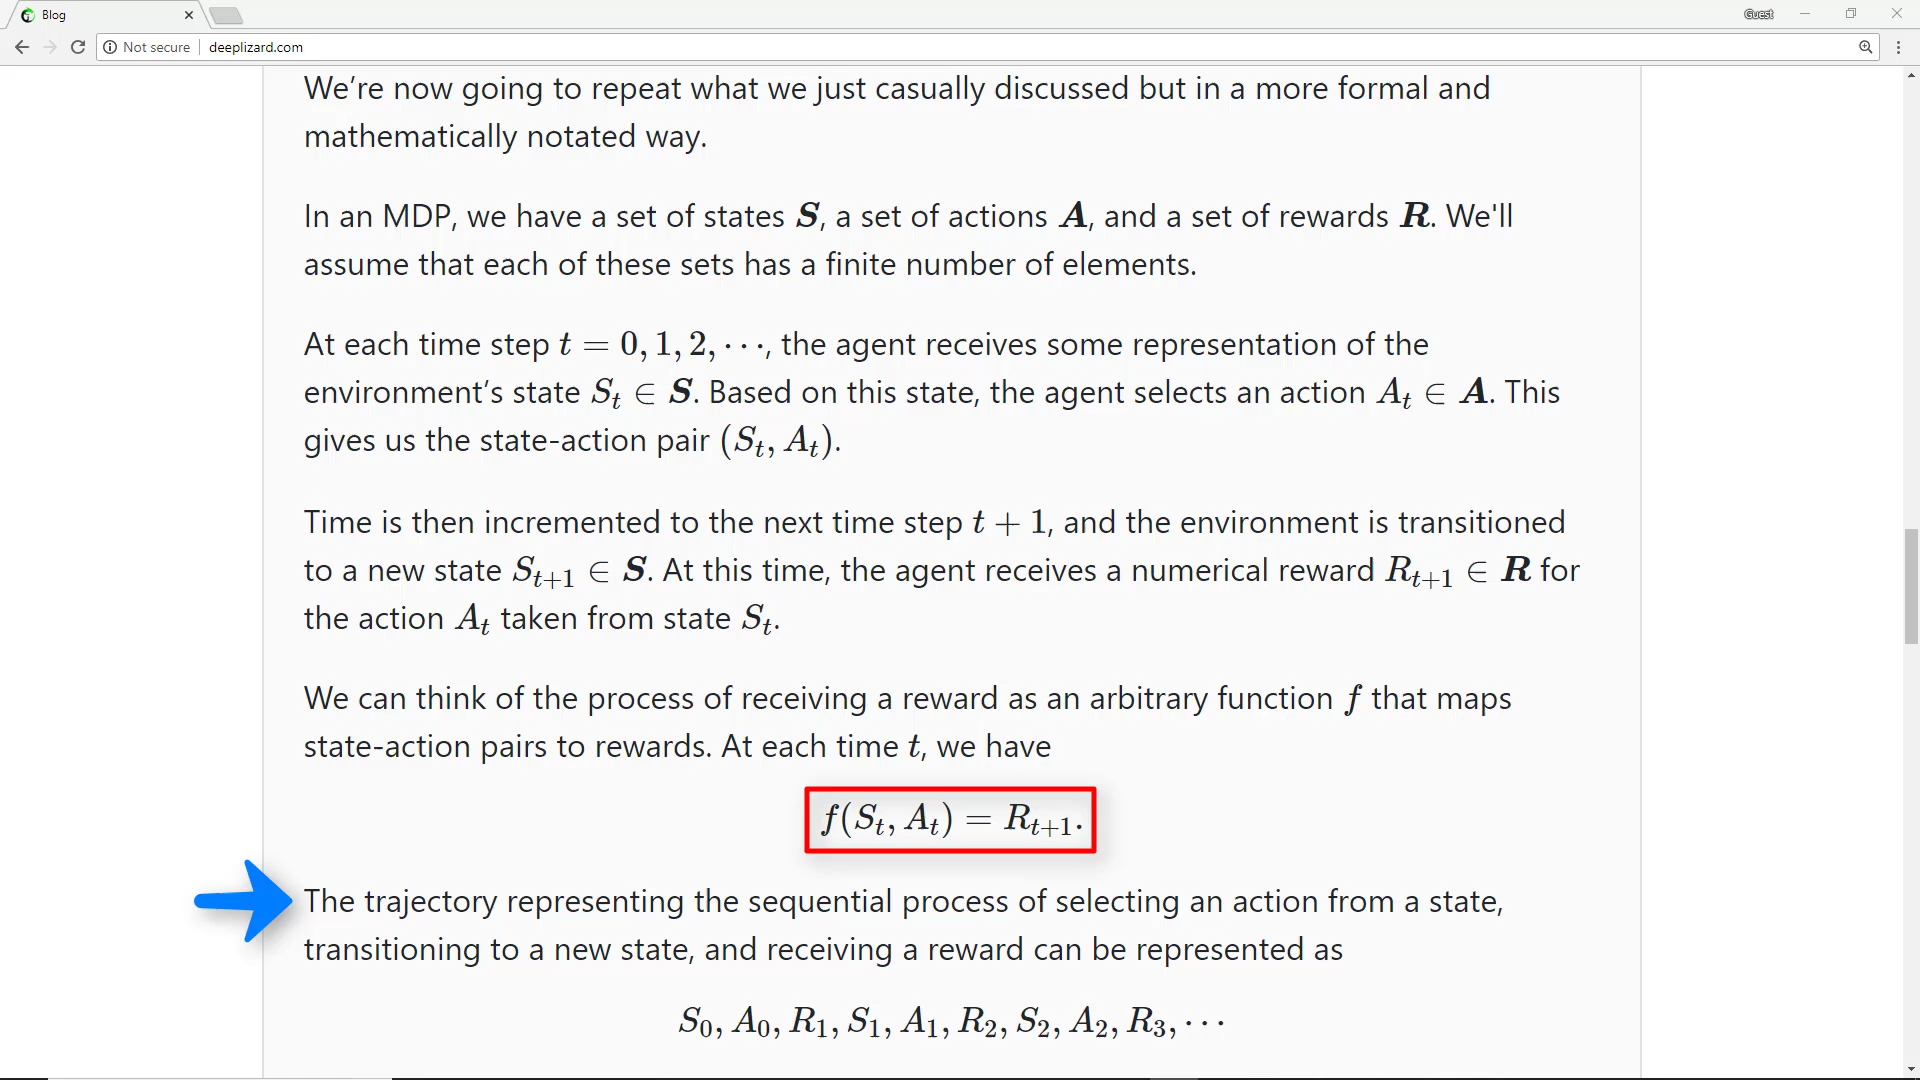 Blog
Guest
Not secure
deeplizard.com
We’re now going to repeat what we just casually discussed but in a more formal and
mathematically notated way.
In an MDP, we have a set of states S, a set of actions A, and a set of rewards R. We'll
assume that each of these sets has a finite number of elements.
At each time step t = 0, 1, 2, ⋯, the agent receives some representation of the
environment’s state S_t ∈ S. Based on this state, the agent selects an action A_t ∈ A. This
gives us the state-action pair (S_t, A_t).
Time is then incremented to the next time step t + 1, and the environment is transitioned
to a new state S_{t+1} ∈ S. At this time, the agent receives a numerical reward R_{t+1} ∈ R for
the action A_t taken from state S_t.
We can think of the process of receiving a reward as an arbitrary function f that maps
state-action pairs to rewards. At each time t, we have
f(S_t, A_t) = R_{t+1}.
The trajectory representing the sequential process of selecting an action from a state,
transitioning to a new state, and receiving a reward can be represented as
S_0, A_0, R_1, S_1, A_1, R_2, S_2, A_2, R_3, ⋯